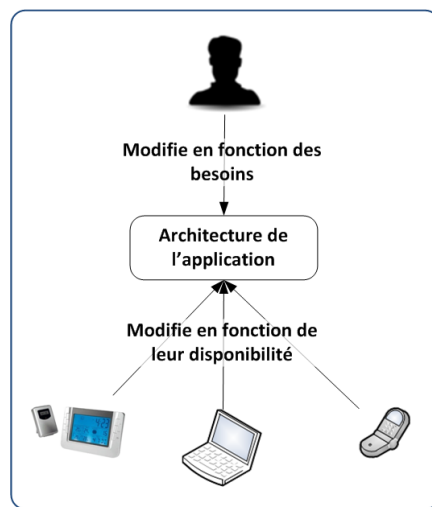 Modifie en fonction des
besoins
Architecture de
l'application
Modifie en fonction de
leur disponibilité